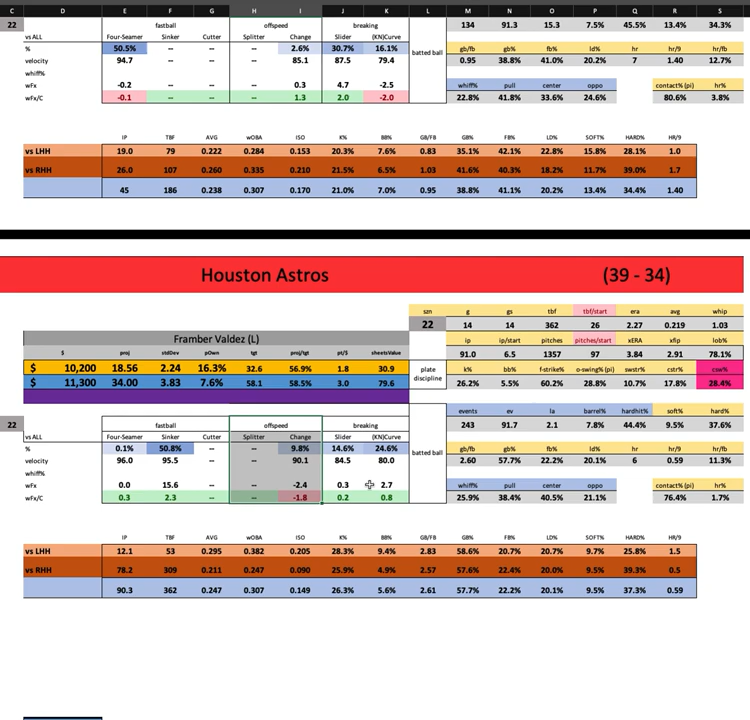 C D E F G H I J K L M N O P Q R S
22 fastball offspeed breaking 134 91.3 15.3 7.5% 45.5% 13.4% 34.3%
vs ALL Four-Seamer Sinker Cutter Splitter Change Slider (KN)Curve batted ball gb/fb gb% fb% ld% hr hr/9 hr/fb
% 50.5% -- -- -- 2.6% 30.7% 16.1% 0.95 38.8% 41.0% 20.2% 7 1.40 12.7%
velocity 94.7 85.1 87.5 79.4
whiff% whiff% pull center oppo contact% (pi) hr%
wFx -0.2 0.3 4.7 -2.5 22.8% 41.8% 33.6% 24.6% 80.6% 3.8%
wFx/C -0.1 -- -- -- 1.3 2.0 -2.0
IP TBF AVG wOBA ISO K% BB% GB/FB GB% FB% LD% SOFT% HARD% HR/9
vs LHH 19.0 79 0.222 0.284 0.153 20.3% 7.6% 0.83 35.1% 42.1% 22.8% 15.8% 28.1% 1.0
vs RHH 26.0 107 0.260 0.335 0.210 21.5% 6.5% 1.03 41.6% 40.3% 18.2% 11.7% 39.0% 1.7
45 186 0.238 0.307 0.170 21.0% 7.0% 0.95 38.8% 41.1% 20.2% 13.4% 34.4% 1.40
Houston Astros (39 - 34)
szn g gs tbf tbf/start era avg whip
22 14 14 362 26 2.27 0.219 1.03
Framber Valdez (L) ip ip/start pitches pitches/start xERA xfip lob%
$ proj stdDev pOwn tgt proj/tgt pt/$ sheetsValue 91.0 6.5 1357 97 3.84 2.91 78.1%
$ 10,200 18.56 2.24 16.3% 32.6 56.9% 1.8 30.9 plate discipline k% bb% f-strike% o-swing% (pi) swstr% cstr% csw%
$ 11,300 34.00 3.83 7.6% 58.1 58.5% 3.0 79.6 26.2% 5.5% 60.2% 28.8% 10.7% 17.8% 28.4%
events ev la barrel% hardhit% soft% hard%
22 fastball offspeed breaking 243 91.7 2.1 7.8% 44.4% 9.5% 37.6%
vs ALL Four-Seamer Sinker Cutter Splitter Change Slider (KN)Curve batted ball gb/fb gb% fb% ld% hr hr/9 hr/fb
% 0.1% 50.8% -- -- 9.8% 14.6% 24.6% 2.60 57.7% 22.2% 20.1% 6 0.59 11.3%
velocity 96.0 95.5 90.1 84.5 80.0
whiff% whiff% pull center oppo contact% (pi) hr%
wFx 0.0 15.6 -2.4 0.3 2.7 25.9% 38.4% 40.5% 21.1% 76.4% 1.7%
wFx/C 0.3 2.3 -- -- -1.8 0.2 0.8
IP TBF AVG wOBA ISO K% BB% GB/FB GB% FB% LD% SOFT% HARD% HR/9
vs LHH 12.1 53 0.295 0.382 0.205 28.3% 9.4% 2.83 58.6% 20.7% 20.7% 9.7% 25.8% 1.5
vs RHH 78.2 309 0.211 0.247 0.090 25.9% 4.9% 2.57 57.6% 22.4% 20.0% 9.5% 39.3% 0.5
90.3 362 0.247 0.307 0.149 26.3% 5.6% 2.61 57.7% 22.2% 20.1% 9.5% 37.3% 0.59